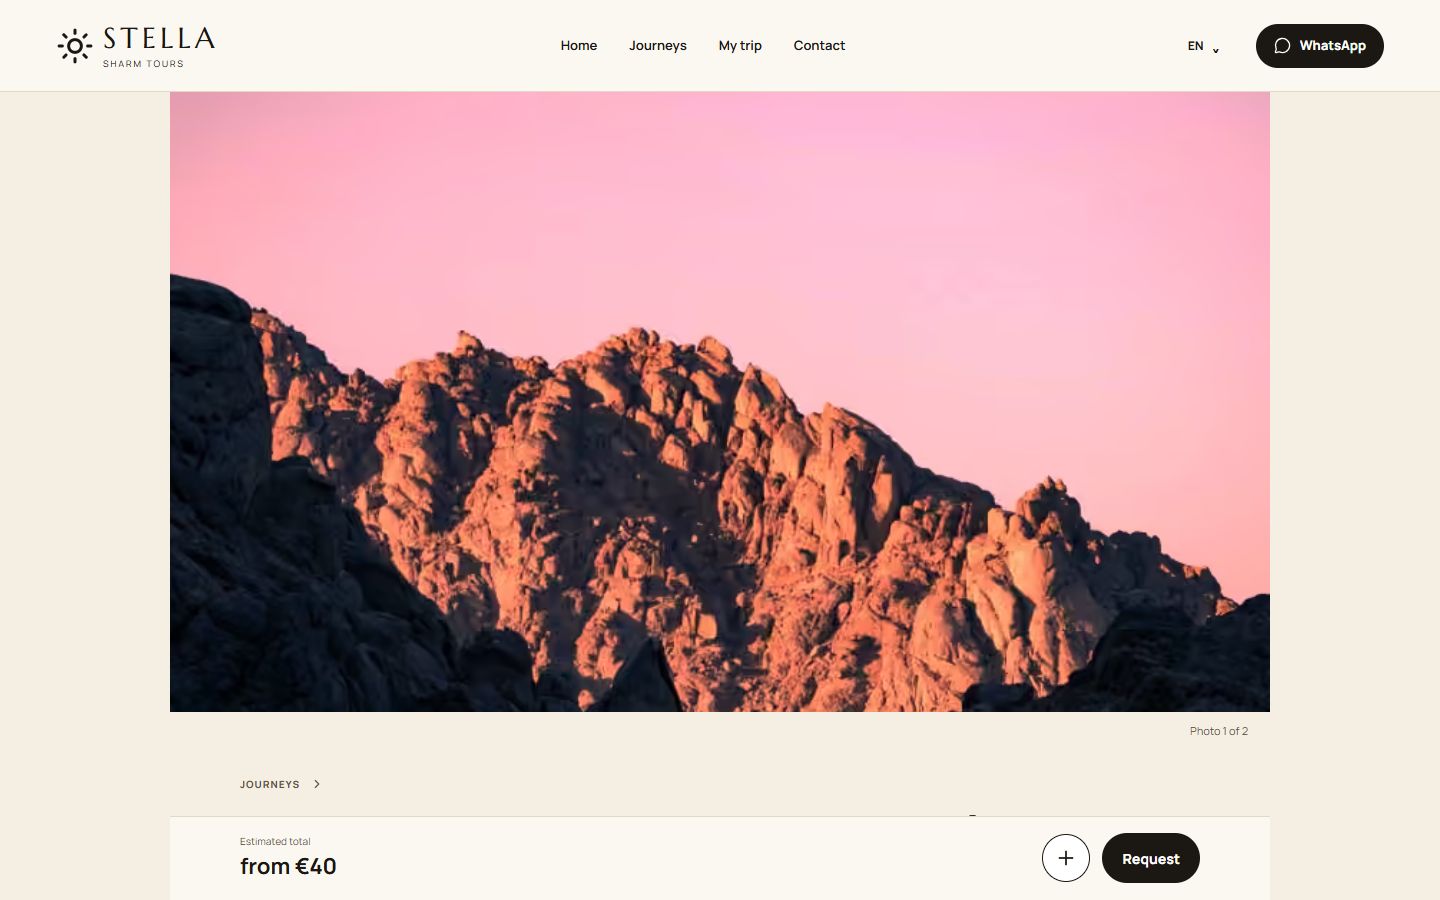 STELLA
SHARM TOURS
Home
Journeys
My trip
Contact
EN
WhatsApp
Photo 1 of 2
JOURNEYS
Estimated total
from €40
Request